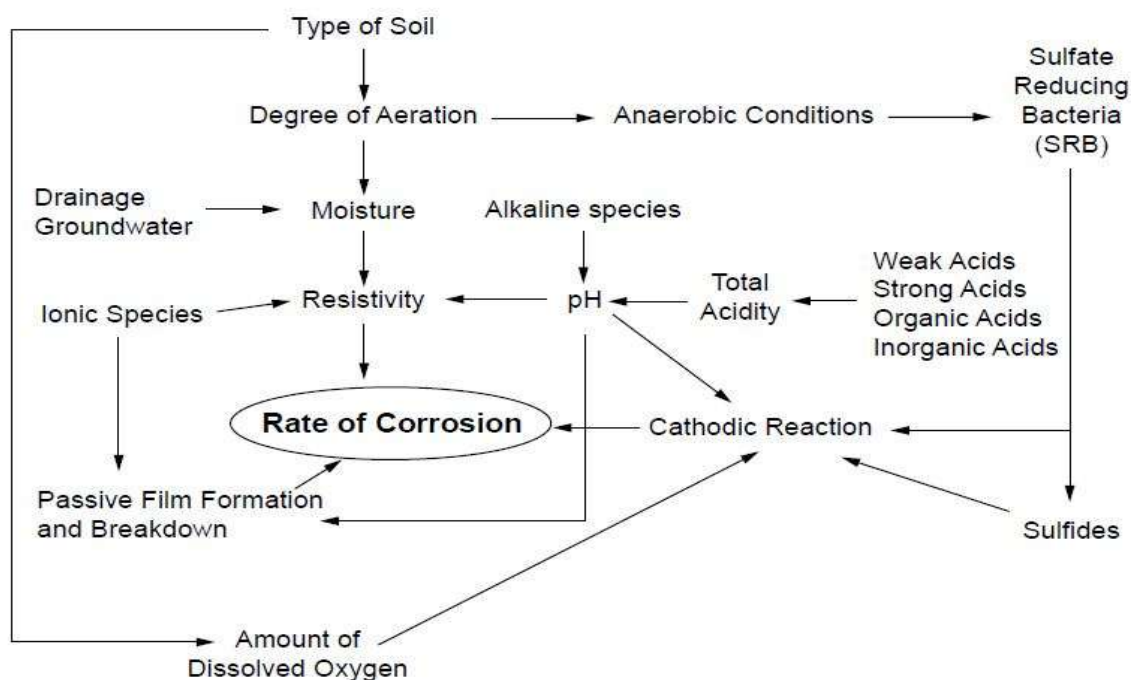 Type of Soil
Sulfate
Reducing
Bacteria
(SRB)
Degree of Aeration
Anaerobic Conditions
Drainage
Groundwater
Moisture
Alkaline species
Ionic Species
Resistivity
pH
Total
Acidity
Weak Acids
Strong Acids
Organic Acids
Inorganic Acids
Rate of Corrosion
Cathodic Reaction
Passive Film Formation
and Breakdown
Sulfides
Amount of
Dissolved Oxygen